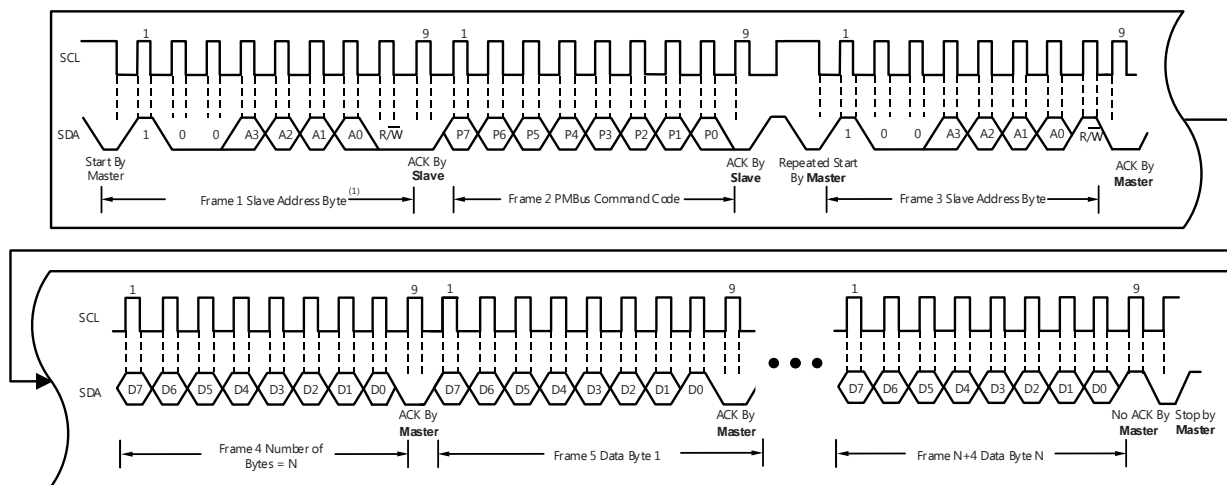 1 9 1 9 1 9
SCL
SDA 1 0 0 A3 A2 A1 A0 R/W P7 P6 P5 P4 P3 P2 P1 P0 1 0 0 A3 A2 A1 A0 R/W
Start By
Master
ACK By
Slave
ACK By
Slave
Repeated Start
By Master
ACK By
Master
Frame 1 Slave Address Byte (1)
Frame 2 PMBus Command Code
Frame 3 Slave Address Byte
1 9 1 9 1 9
SCL
SDA D7 D6 D5 D4 D3 D2 D1 D0 D7 D6 D5 D4 D3 D2 D1 D0 D7 D6 D5 D4 D3 D2 D1 D0
ACK By
Master
ACK By
Master
No ACK By
Master
Stop by
Master
Frame 4 Number of
Bytes = N
Frame 5 Data Byte 1
Frame N+4 Data Byte N